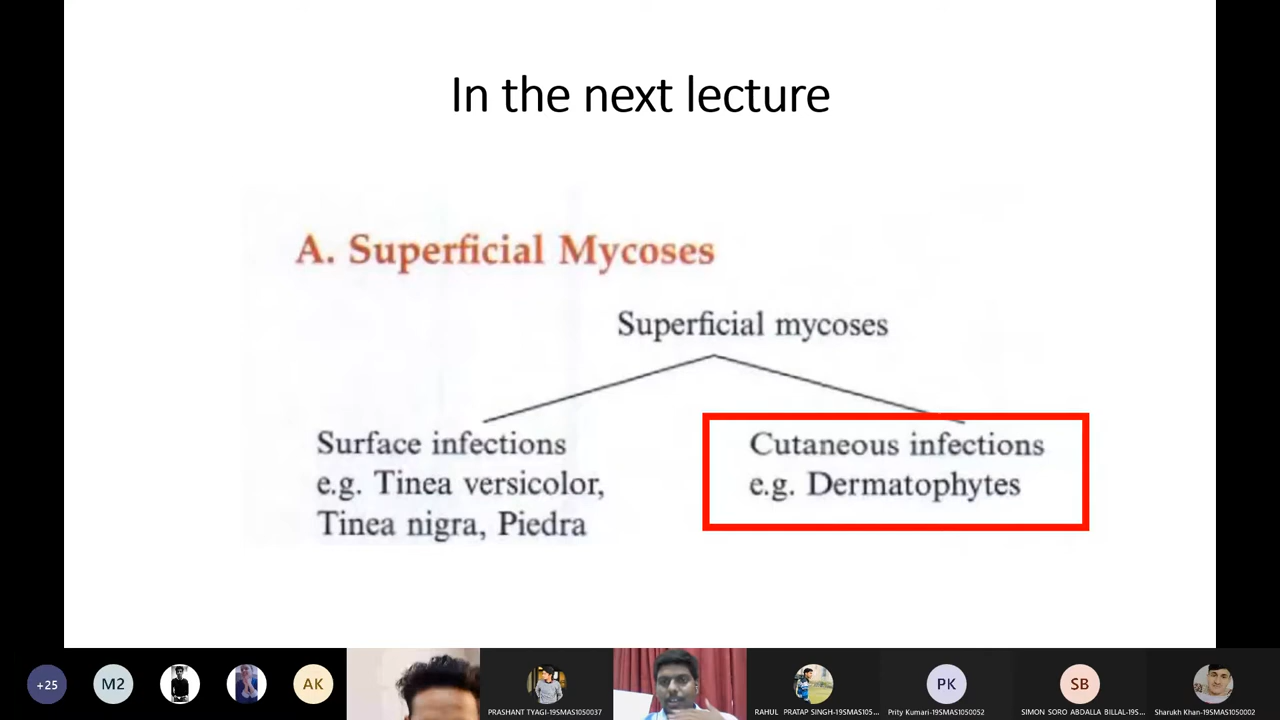 In the next lecture
A. Superficial Mycoses
Superficial mycoses
Surface infections
e.g. Tinea versicolor,
Tinea nigra, Piedra
Cutaneous infections
e.g. Dermatophytes
+25
M2
AK
PRASHANT TYAGI-19SMAS1050037
RAHUL PRATAP SINGH-19SMAS105...
PK
Prity Kumari-19SMAS1050052
SB
SIMON SORO ABDALLA BILLAL-19S...
Sharukh Khan-19SMAS1050002